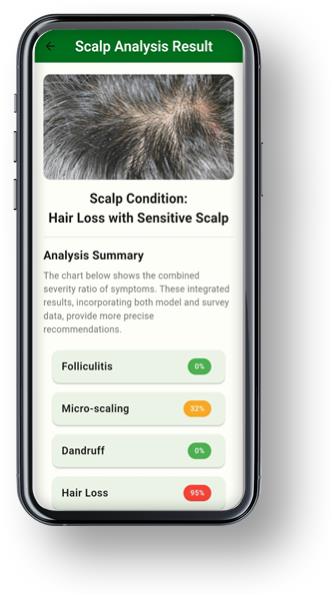 Scalp Analysis Result
Scalp Condition:
Hair Loss with Sensitive Scalp
Analysis Summary
The chart below shows the combined
severity ratio of symptoms. These integrated
results, incorporating both model and survey
data, provide more precise
recommendations.
Folliculitis 0%
Micro-scaling 32%
Dandruff 0%
Hair Loss 95%